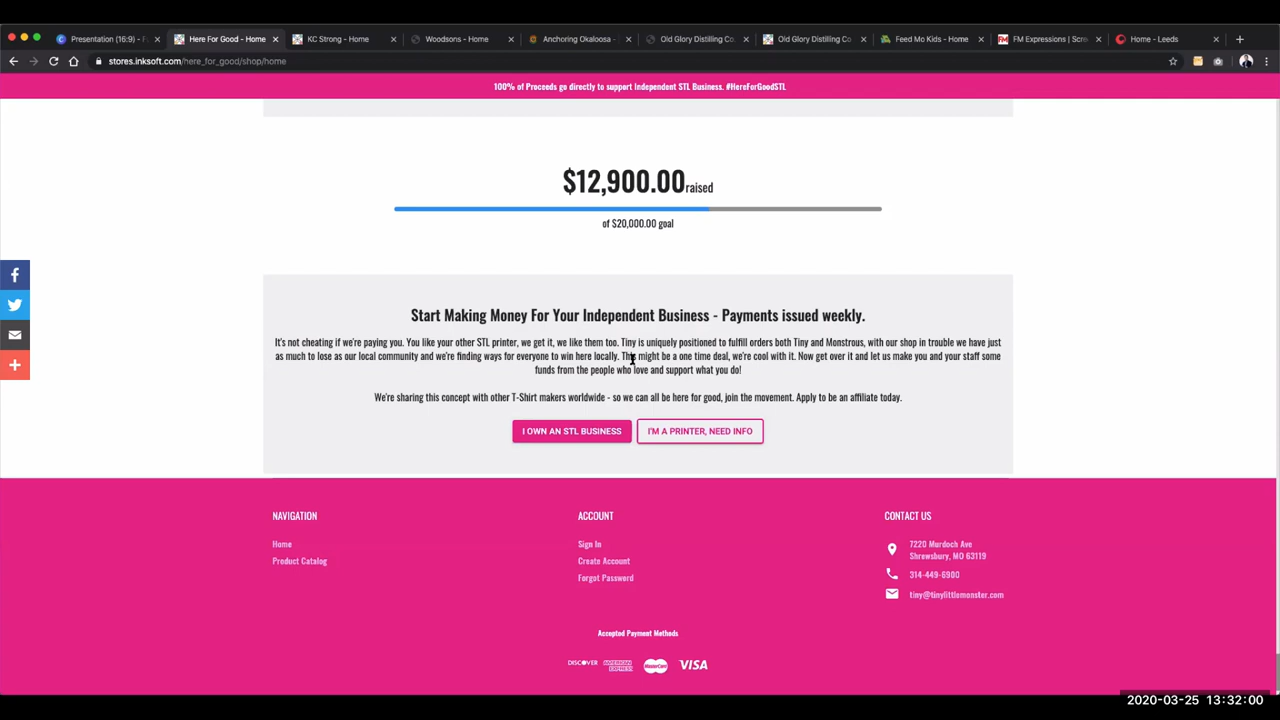 Presentation (16:9) - F
Here For Good - Home
KC Strong - Home
Woodsons - Home
Anchoring Okaloosa -
Old Glory Distilling Co.
Old Glory Distilling Co.
Feed Mo Kids - Home
FM Expressions | Scre
Home - Leeds
stores.inksoft.com/here_for_good/shop/home
100% of Proceeds go directly to support Independent STL Business. #HereForGoodSTL
$12,900.00 raised
of $20,000.00 goal
Start Making Money For Your Independent Business - Payments issued weekly.
It's not cheating if we're paying you. You like your other STL printer, we get it, we like them too. Tiny is uniquely positioned to fulfill orders both Tiny and Monstrous, with our shop in trouble we have just
as much to lose as our local community and we're finding ways for everyone to win here locally. This might be a one time deal, we're cool with it. Now get over it and let us make you and your staff some
funds from the people who love and support what you do!
We're sharing this concept with other T-Shirt makers worldwide - so we can all be here for good, join the movement. Apply to be an affiliate today.
I OWN AN STL BUSINESS
I'M A PRINTER, NEED INFO
NAVIGATION
Home
Product Catalog
ACCOUNT
Sign In
Create Account
Forgot Password
CONTACT US
7220 Murdoch Ave
Shrewsbury, MO 63119
314-449-6900
tiny@tinylittlemonster.com
Accepted Payment Methods
DISCOVER
AMERICAN EXPRESS
MasterCard
VISA
2020-03-25 13:32:00